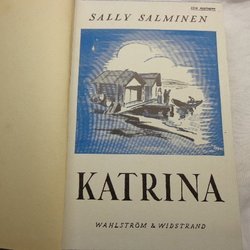 SALLY SALMINEN
KATRINA
WAHLSTRÖM & WIDSTRAND